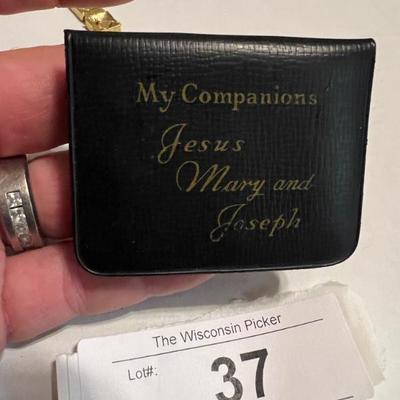 My Companions
Jesus
Mary and
Joseph
The Wisconsin Picker
Lot#:
37